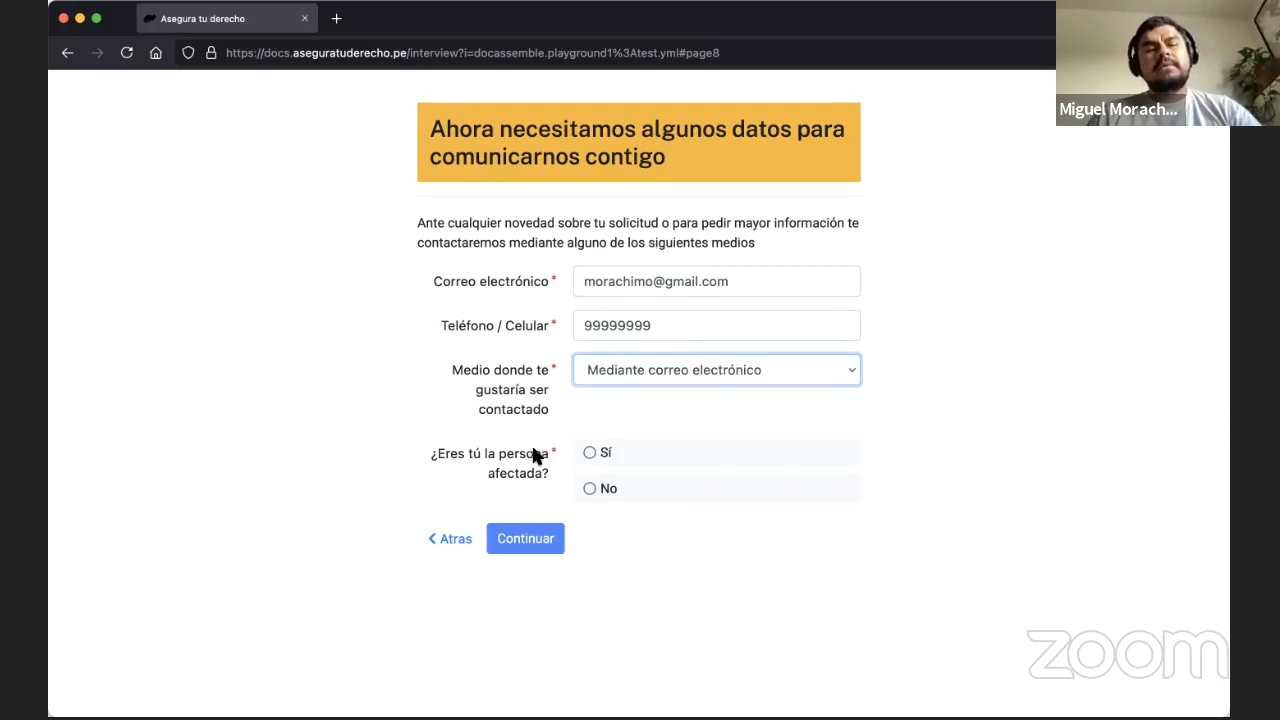 Asegura tu derecho
https://docs.aseguratuderecho.pe/interview?i=docassemble.playground1%3Atest.yml#page8
Miguel Morach...
Ahora necesitamos algunos datos para
comunicarnos contigo
Ante cualquier novedad sobre tu solicitud o para pedir mayor información te
contactaremos mediante alguno de los siguientes medios
Correo electrónico * morachimo@gmail.com
Teléfono / Celular * 99999999
Medio donde te * Mediante correo electrónico
gustaría ser
contactado
¿Eres tú la persona * Sí
afectada?
No
Atras Continuar
zoom